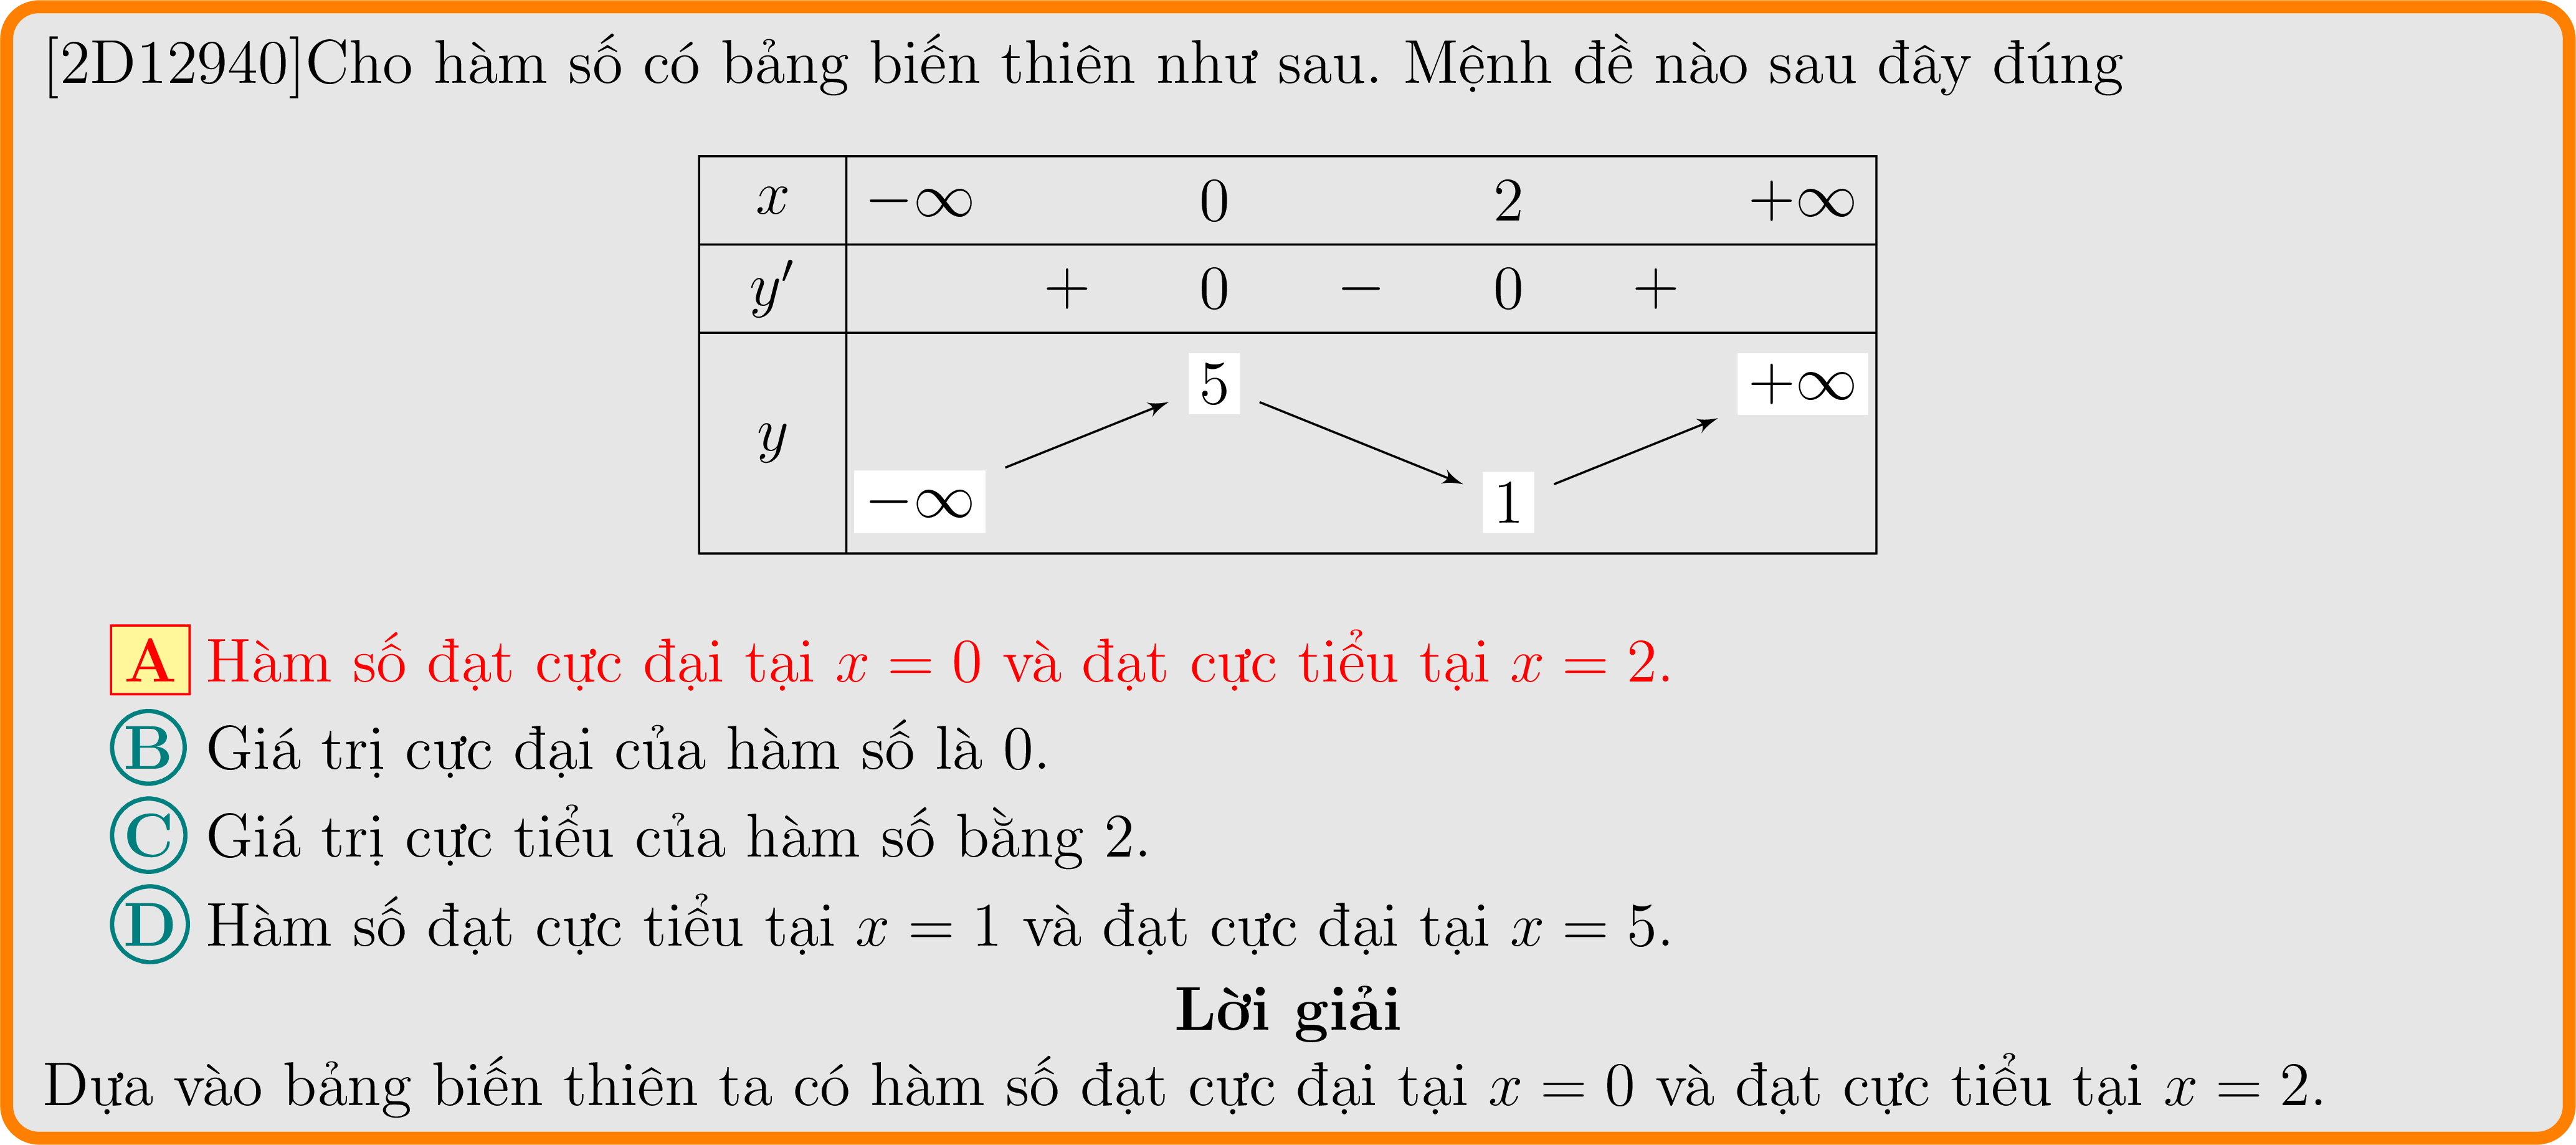 [2D12940]Cho hàm số có bảng biến thiên như sau. Mệnh đề nào sau đây đúng
x −∞ 0 2 +∞
y′ + 0 − 0 +
5 +∞
y
−∞ 1
A Hàm số đạt cực đại tại x = 0 và đạt cực tiểu tại x = 2.
B Giá trị cực đại của hàm số là 0.
C Giá trị cực tiểu của hàm số bằng 2.
D Hàm số đạt cực tiểu tại x = 1 và đạt cực đại tại x = 5.
Lời giải
Dựa vào bảng biến thiên ta có hàm số đạt cực đại tại x = 0 và đạt cực tiểu tại x = 2.